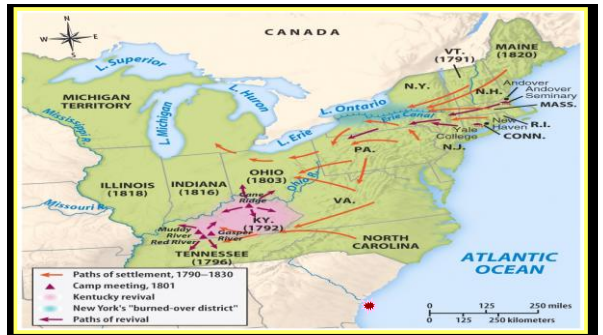 N
W
E
S
CANADA
VT.
(1791)
MAINE
(1820)
L. Superior
L. Huron
L. Michigan
L. Ontario
L. Erie
Erie Canal
N.Y.
N.H.
Andover
Andover
Seminary
MASS.
New
Haven
R.I.
Yale
College
CONN.
N.J.
PA.
MICHIGAN
TERRITORY
Mississippi R.
Missouri R.
ILLINOIS
(1818)
INDIANA
(1816)
OHIO
(1803)
Ohio R.
Cane
Ridge
KY.
(1792)
VA.
Muddy
River
Red River
Gasper
River
TENNESSEE
(1796)
NORTH
CAROLINA
ATLANTIC
OCEAN
Paths of settlement, 1790–1830
Camp meeting, 1801
Kentucky revival
New York's "burned-over district"
Paths of revival
0 125 250 miles
0 125 250 kilometers